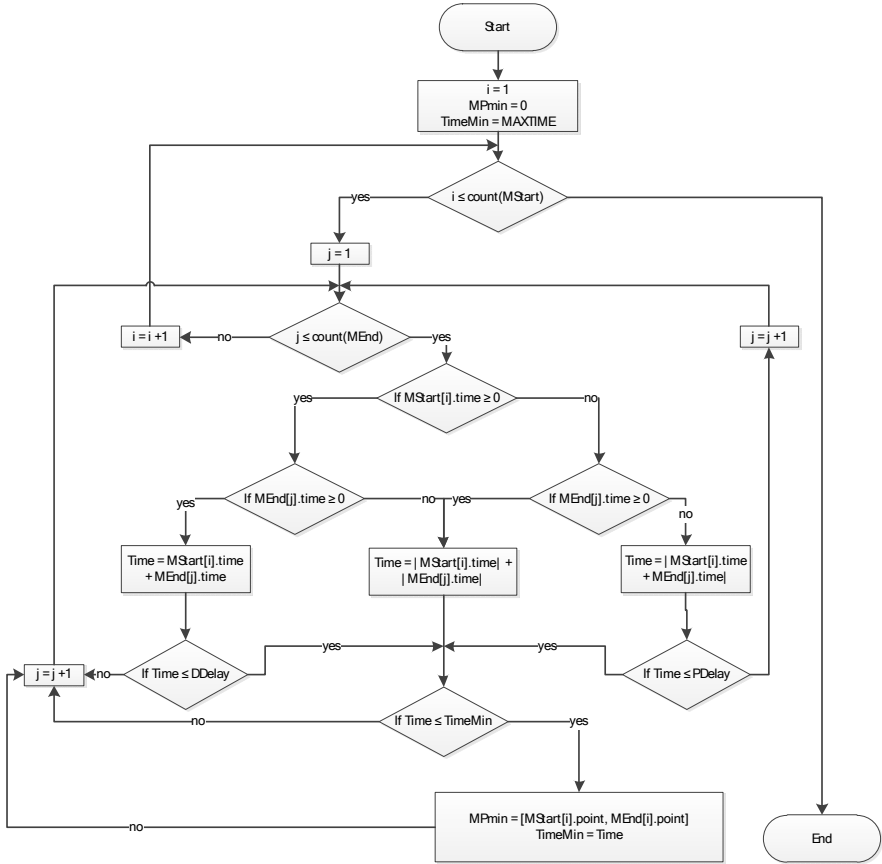 Start
i = 1
MPmin = 0
TimeMin = MAXTIME
i ≤ count(MStart)
yes
j = 1
i = i +1
no
j ≤ count(MEnd)
yes
j = j +1
If MStart[i].time ≥ 0
yes
no
If MEnd[j].time ≥ 0
no
yes
If MEnd[j].time ≥ 0
yes
no
Time = MStart[i].time
+ MEnd[j].time
Time = | MStart[i].time| +
| MEnd[j].time|
Time = | MStart[i].time
+ MEnd[j].time|
yes
yes
j = j +1
no
If Time ≤ DDelay
If Time ≤ PDelay
no
If Time ≤ TimeMin
yes
MPmin = [MStart[i].point, MEnd[i].point]
TimeMin = Time
no
End